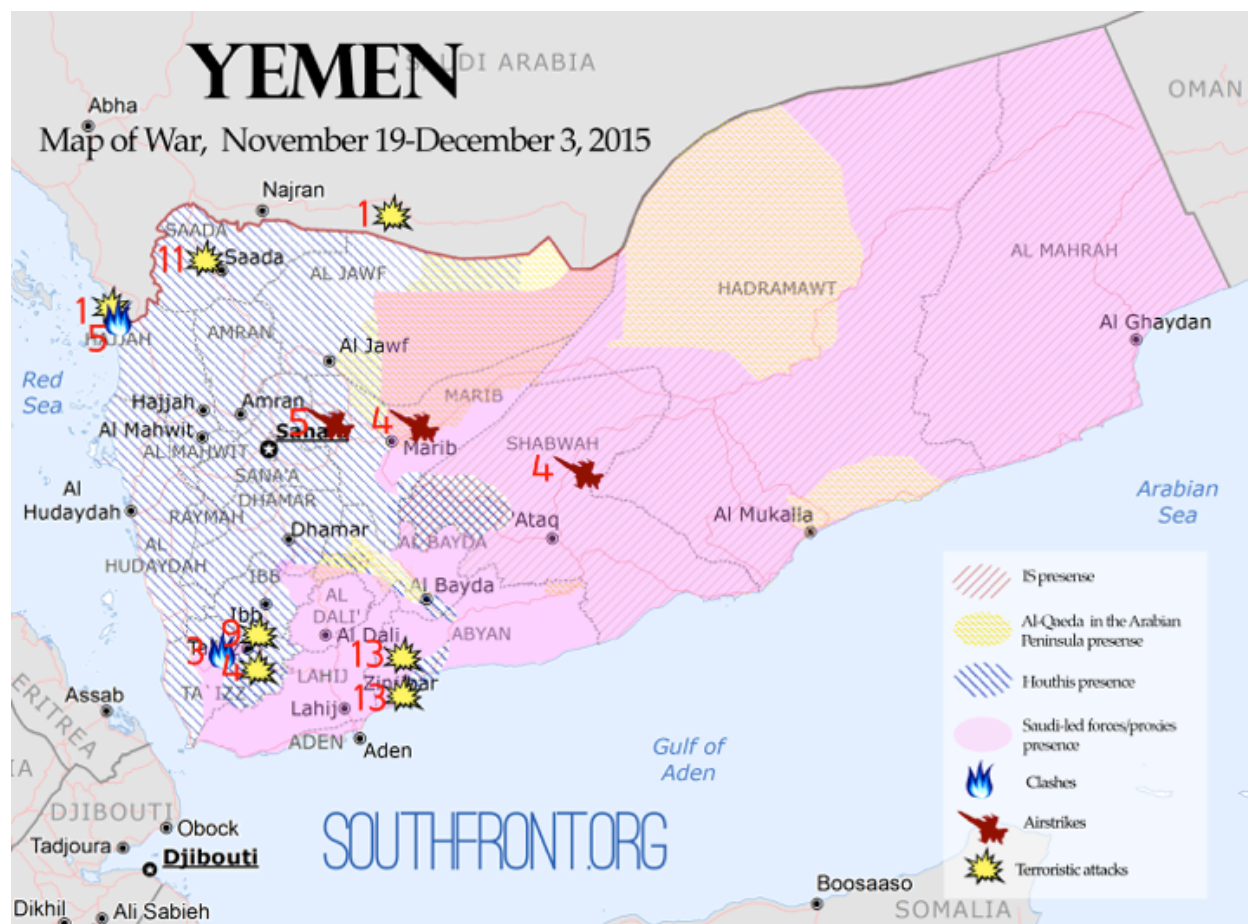 YEMEN
SAUDI ARABIA
OMAN
Abha
Map of War, November 19-December 3, 2015
Najran
1
SAADA
11
Saada
AL JAWF
AL MAHRAH
HADRAMAWT
1
5
HAJJAH
AMRAN
Al Ghaydan
Al Jawf
Red
Sea
MARIB
Hajjah
Amran
5
4
Al Mahwit
Sana'a
Marib
SHABWAH
AL MAHWIT
4
SANA'A
Al
Hudaydah
DHAMAR
RAYMAH
Arabian
Sea
Al Mukalla
Ataq
Dhamar
AL BAYDA
AL
HUDAYDAH
IBB
Al Bayda
AL
DALI'
Ibb
9
Al Dali
ABYAN
3
4
13
LAHIJ
TA`IZZ
13
Lahij
ADEN
Aden
Assab
ERITREA
Gulf of
Aden
DJIBOUTI
Obock
Tadjoura
Djibouti
SOUTHFRONT.ORG
Dikhil
Ali Sabieh
Boosaaso
SOMALIA
IS presense
Al-Qaeda in the Arabian
Peninsula presense
Houthis presence
Saudi-led forces/proxies
presence
Clashes
Airstrikes
Terroristic attacks